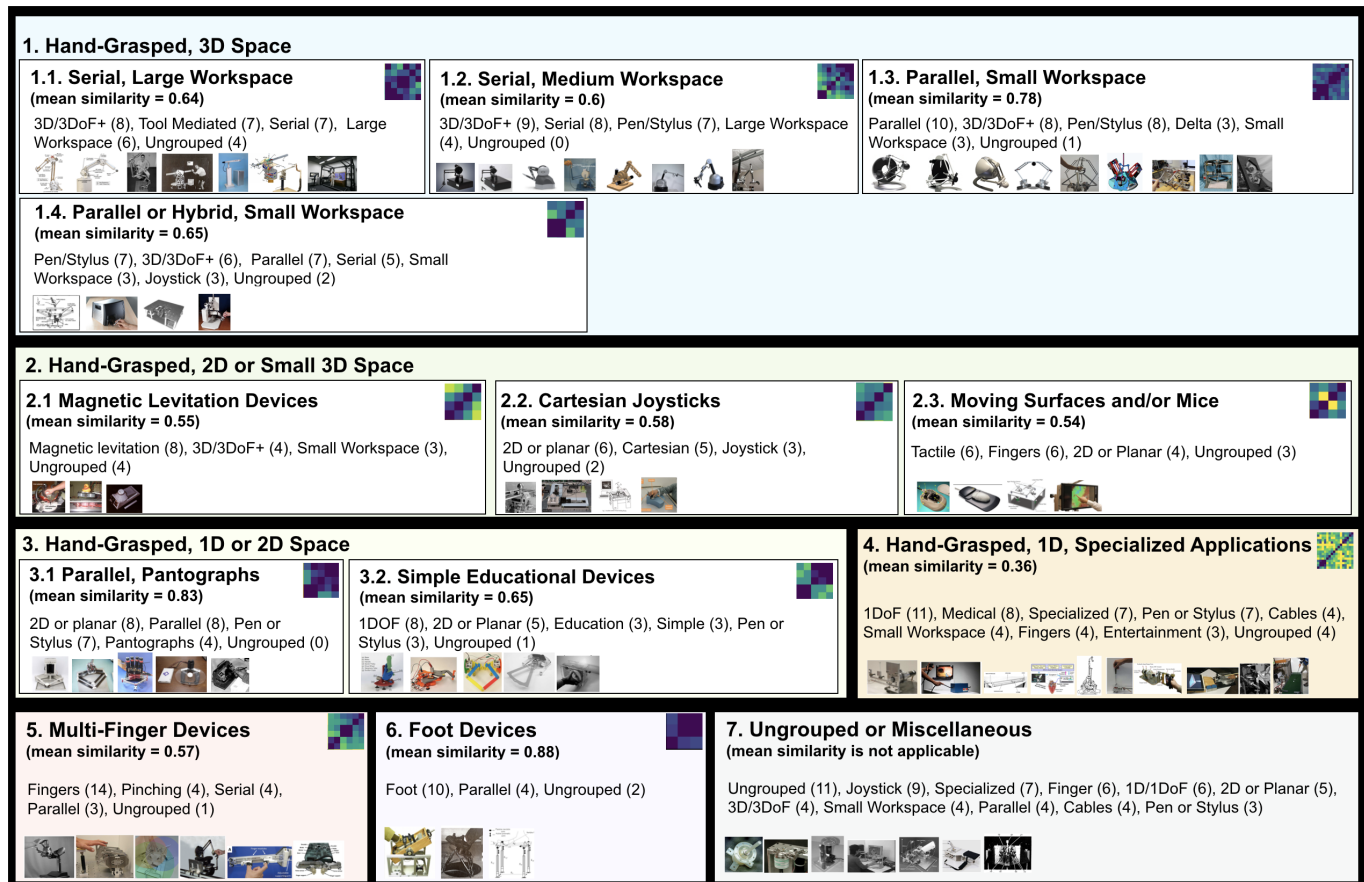 1. Hand-Grasped, 3D Space
1.1. Serial, Large Workspace
(mean similarity = 0.64)
3D/3DoF+ (8), Tool Mediated (7), Serial (7), Large
Workspace (6), Ungrouped (4)
1.2. Serial, Medium Workspace
(mean similarity = 0.6)
3D/3DoF+ (9), Serial (8), Pen/Stylus (7), Large Workspace
(4), Ungrouped (0)
1.3. Parallel, Small Workspace
(mean similarity = 0.78)
Parallel (10), 3D/3DoF+ (8), Pen/Stylus (8), Delta (3), Small
Workspace (3), Ungrouped (1)
1.4. Parallel or Hybrid, Small Workspace
(mean similarity = 0.65)
Pen/Stylus (7), 3D/3DoF+ (6), Parallel (7), Serial (5), Small
Workspace (3), Joystick (3), Ungrouped (2)
2. Hand-Grasped, 2D or Small 3D Space
2.1 Magnetic Levitation Devices
(mean similarity = 0.55)
Magnetic levitation (8), 3D/3DoF+ (4), Small Workspace (3),
Ungrouped (4)
2.2. Cartesian Joysticks
(mean similarity = 0.58)
2D or planar (6), Cartesian (5), Joystick (3),
Ungrouped (2)
2.3. Moving Surfaces and/or Mice
(mean similarity = 0.54)
Tactile (6), Fingers (6), 2D or Planar (4), Ungrouped (3)
3. Hand-Grasped, 1D or 2D Space
3.1 Parallel, Pantographs
(mean similarity = 0.83)
2D or planar (8), Parallel (8), Pen or
Stylus (7), Pantographs (4), Ungrouped (0)
3.2. Simple Educational Devices
(mean similarity = 0.65)
1DOF (8), 2D or Planar (5), Education (3), Simple (3), Pen or
Stylus (3), Ungrouped (1)
4. Hand-Grasped, 1D, Specialized Applications
(mean similarity = 0.36)
1DoF (11), Medical (8), Specialized (7), Pen or Stylus (7), Cables (4),
Small Workspace (4), Fingers (4), Entertainment (3), Ungrouped (4)
5. Multi-Finger Devices
(mean similarity = 0.57)
Fingers (14), Pinching (4), Serial (4),
Parallel (3), Ungrouped (1)
6. Foot Devices
(mean similarity = 0.88)
Foot (10), Parallel (4), Ungrouped (2)
7. Ungrouped or Miscellaneous
(mean similarity is not applicable)
Ungrouped (11), Joystick (9), Specialized (7), Finger (6), 1D/1DoF (6), 2D or Planar (5),
3D/3DoF (4), Small Workspace (4), Parallel (4), Cables (4), Pen or Stylus (3)